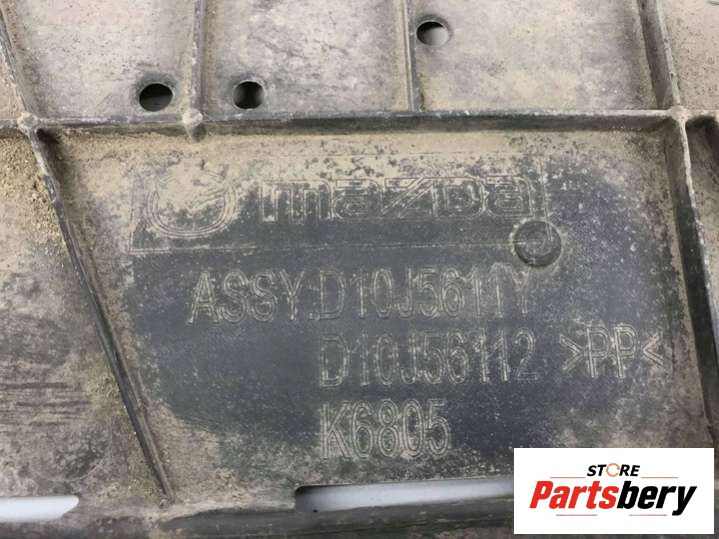 mazda
ASSY:D10J5611Y
D10J56112 >PP<
K6805
STORE
Partsbery